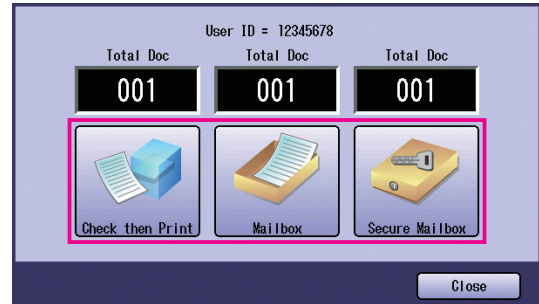 User ID = 12345678
Total Doc Total Doc Total Doc
001 001 001
Check then Print Mailbox Secure Mailbox
Close